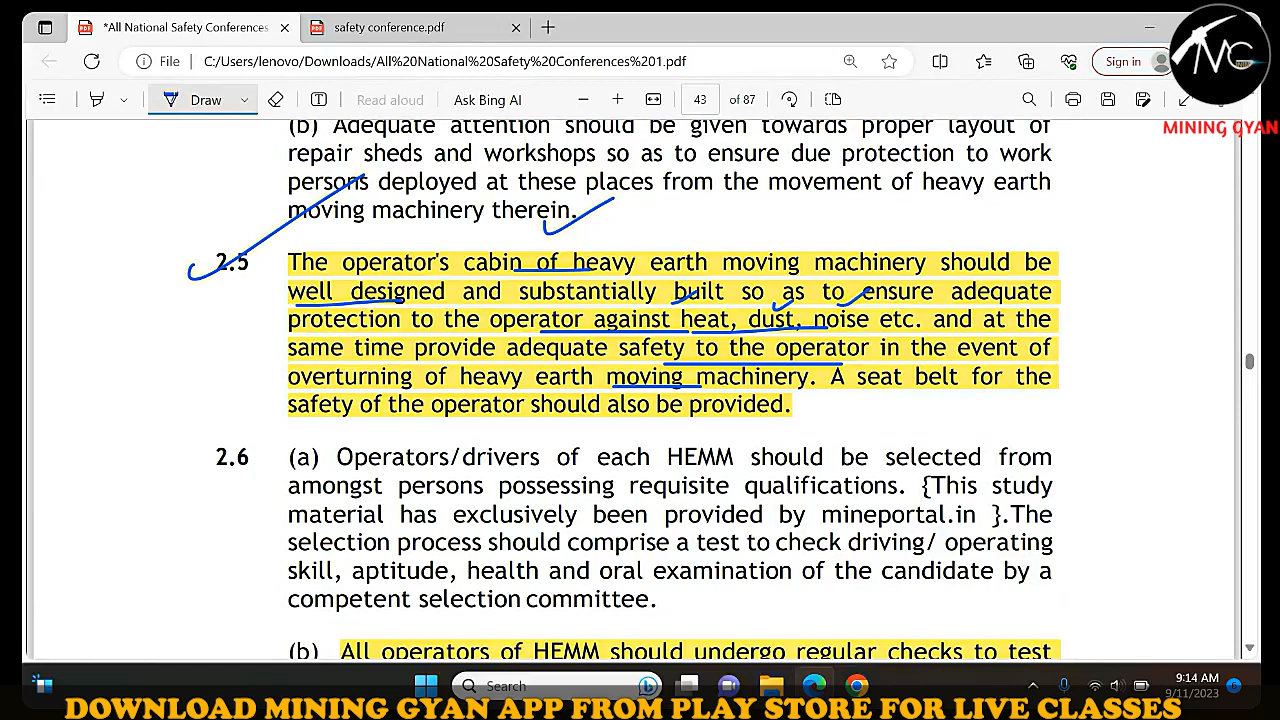 *All National Safety Conferences
safety conference.pdf
File
C:/Users/lenovo/Downloads/All%20National%20Safety%20Conferences%201.pdf
Sign in
Draw
Read aloud
Ask Bing AI
43
of 87
MINING GYAN
(b) Adequate attention should be given towards proper layout of
repair sheds and workshops so as to ensure due protection to work
persons deployed at these places from the movement of heavy earth
moving machinery therein.
2.5 The operator's cabin of heavy earth moving machinery should be
well designed and substantially built so as to ensure adequate
protection to the operator against heat, dust, noise etc. and at the
same time provide adequate safety to the operator in the event of
overturning of heavy earth moving machinery. A seat belt for the
safety of the operator should also be provided.
2.6 (a) Operators/drivers of each HEMM should be selected from
amongst persons possessing requisite qualifications. {This study
material has exclusively been provided by mineportal.in }.The
selection process should comprise a test to check driving/ operating
skill, aptitude, health and oral examination of the candidate by a
competent selection committee.
(b) All operators of HEMM should undergo regular checks to test
Search
9:14 AM
9/11/2023
6
DOWNLOAD MINING GYAN APP FROM PLAY STORE FOR LIVE CLASSES